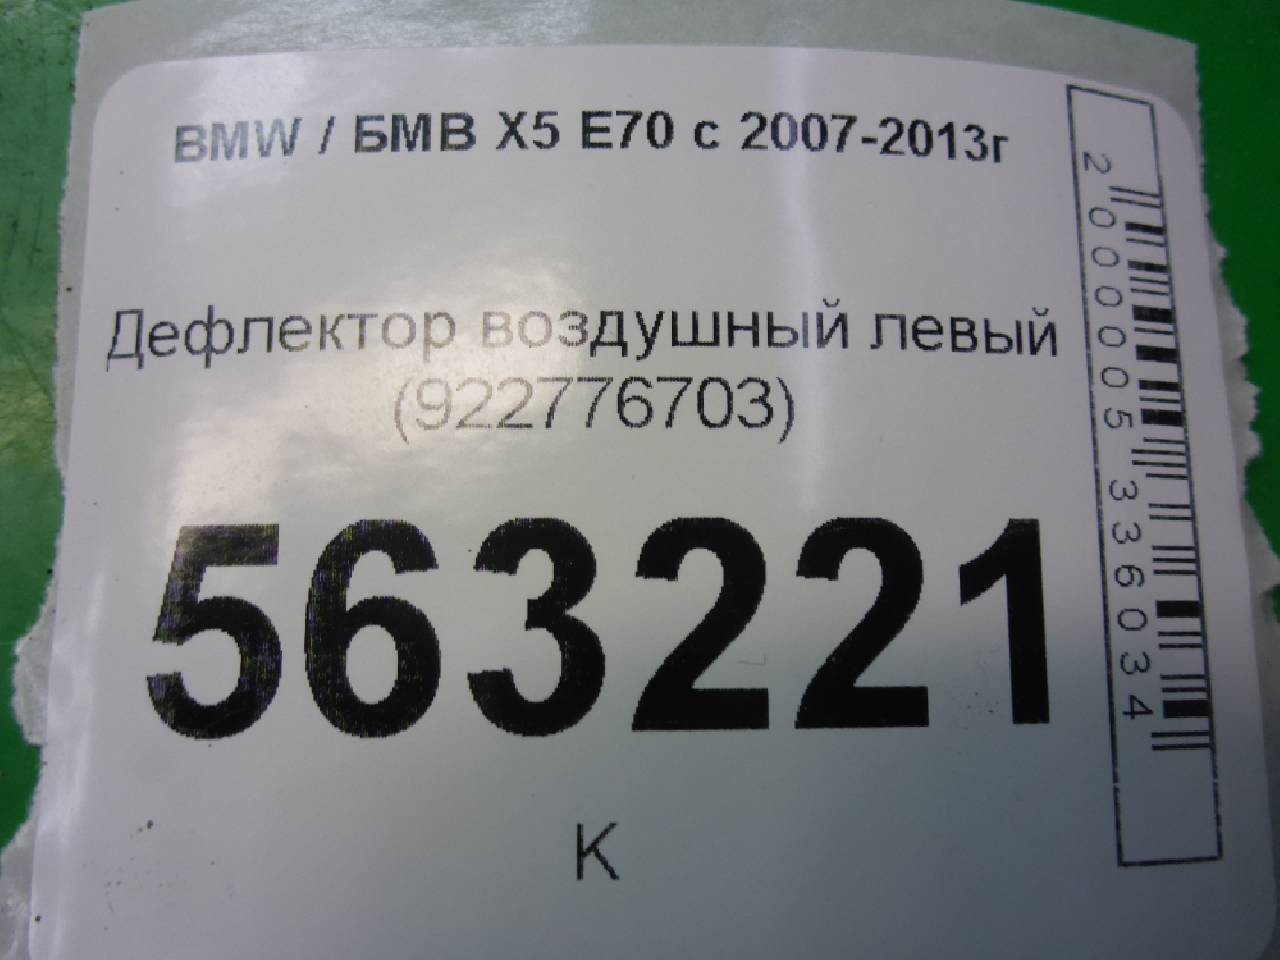 BMW / БМВ X5 E70 с 2007-2013г
Дефлектор воздушный левый
(922776703)
563221
К
2000005336034